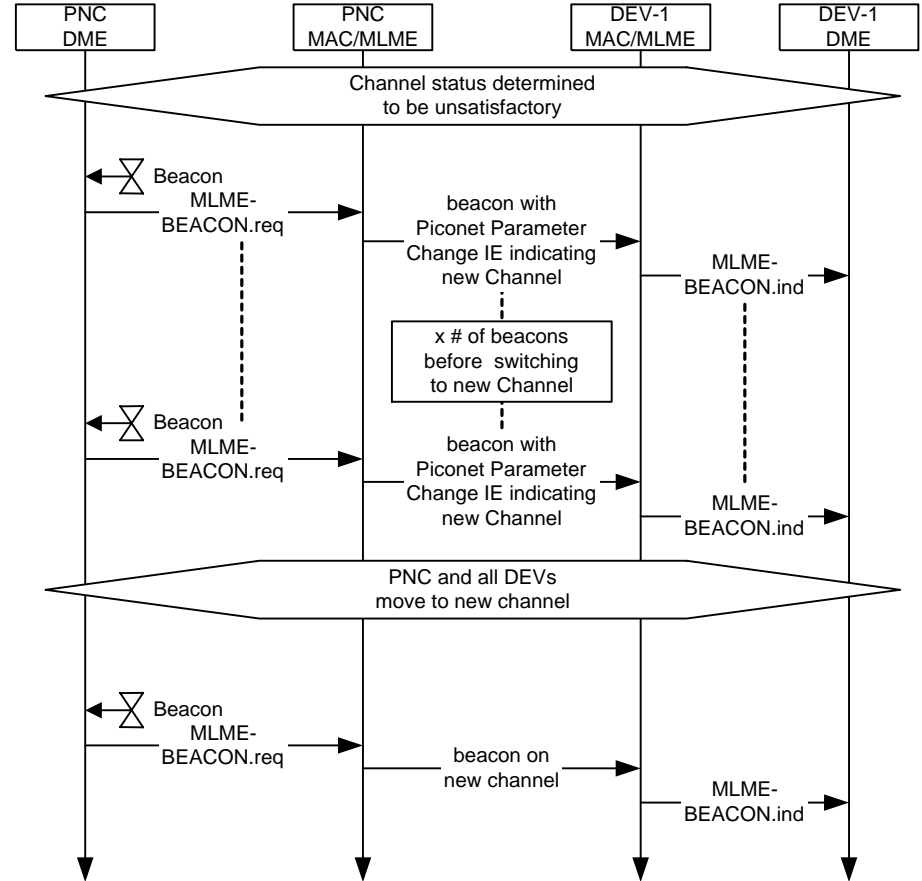 PNC
DME
PNC
MAC/MLME
DEV-1
MAC/MLME
DEV-1
DME
Channel status determined
to be unsatisfactory
Beacon
MLME-
BEACON.req
beacon with
Piconet Parameter
Change IE indicating
new Channel
MLME-
BEACON.ind
x # of beacons
before switching
to new Channel
Beacon
MLME-
BEACON.req
beacon with
Piconet Parameter
Change IE indicating
new Channel
MLME-
BEACON.ind
PNC and all DEVs
move to new channel
Beacon
MLME-
BEACON.req
beacon on
new channel
MLME-
BEACON.ind